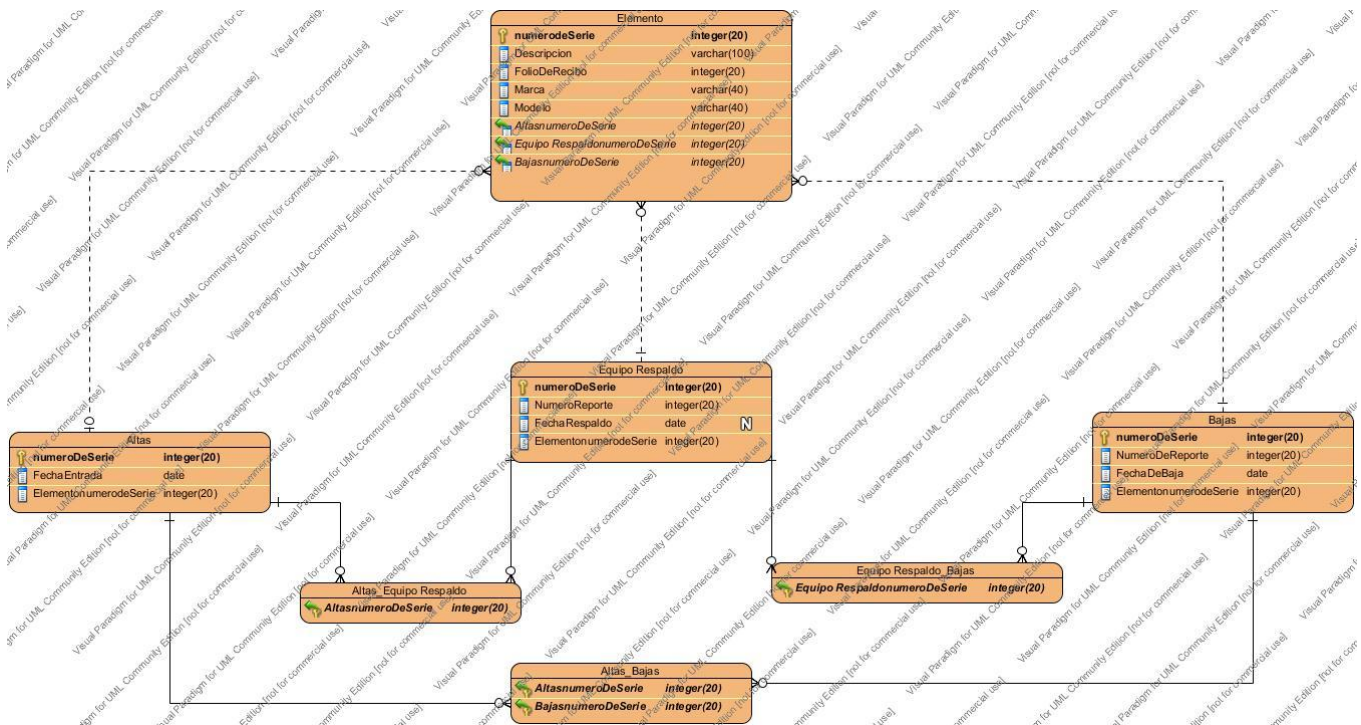 Elemento
numerodeSerie integer(20)
Descripcion varchar(100)
FolioDeRecibo integer(20)
Marca varchar(40)
Modelo varchar(40)
AltasnumeroDeSerie integer(20)
Equipo RespaldonumeroDeSerie integer(20)
BajasnumeroDeSerie integer(20)
Equipo Respaldo
numeroDeSerie integer(20)
NumeroReporte integer(20)
FechaRespaldo date N
ElementonumerodeSerie integer(20)
Altas
numeroDeSerie integer(20)
FechaEntrada date
ElementonumerodeSerie integer(20)
Bajas
numeroDeSerie integer(20)
NumeroDeReporte integer(20)
FechaDeBaja date
ElementonumerodeSerie integer(20)
Altas_Equipo Respaldo
AltasnumeroDeSerie integer(20)
Equipo Respaldo_Bajas
Equipo RespaldonumeroDeSerie integer(20)
Altas_Bajas
AltasnumeroDeSerie integer(20)
BajasnumeroDeSerie integer(20)
Visual Paradigm for UML Community Edition [not for commercial use]